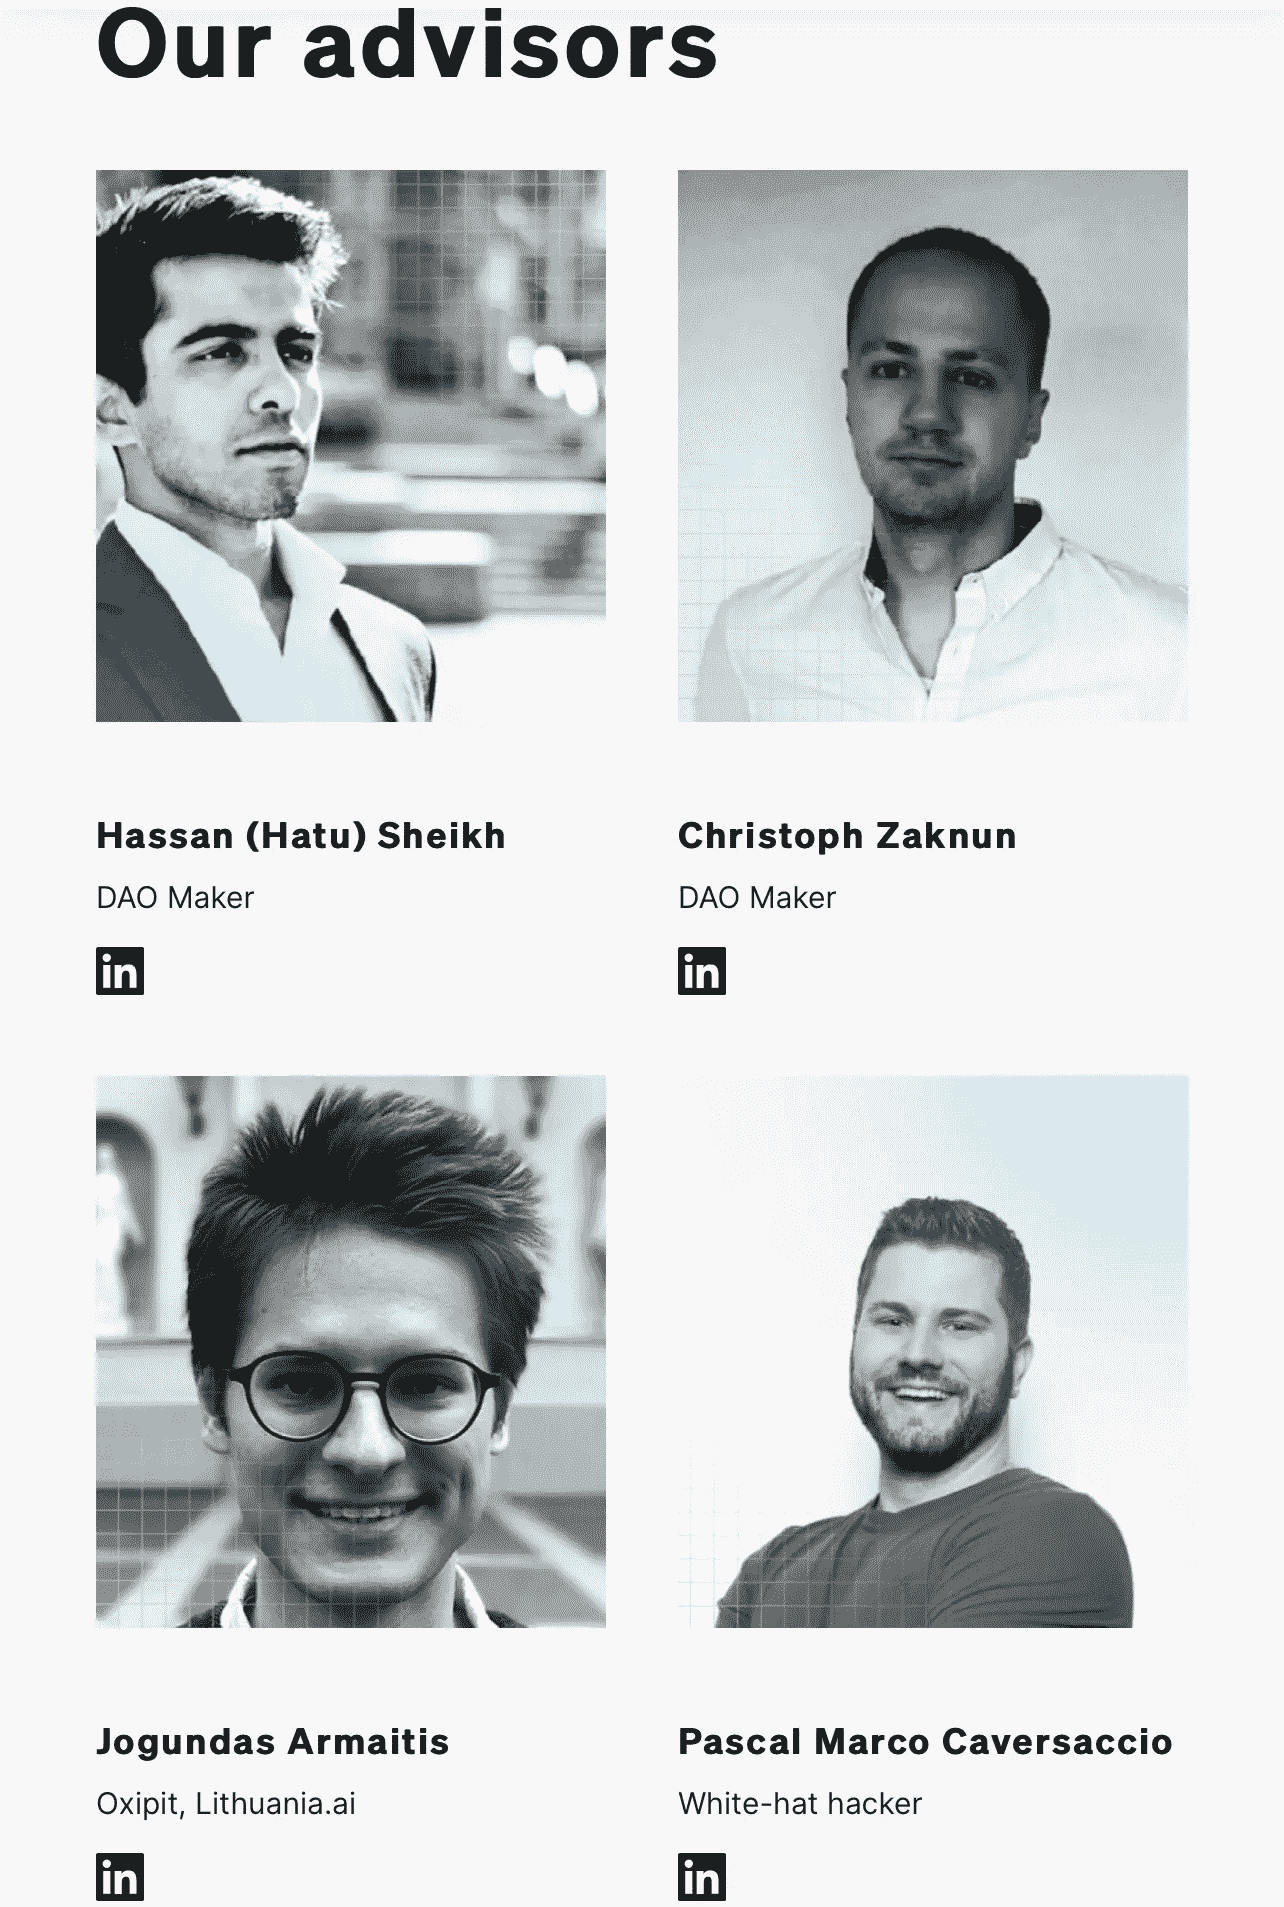 Our advisors
Hassan (Hatu) Sheikh
Christoph Zaknun
DAO Maker
DAO Maker
in
in
Jogundas Armaitis
Pascal Marco Caversaccio
Oxipit, Lithuania.ai
White-hat hacker
in
in